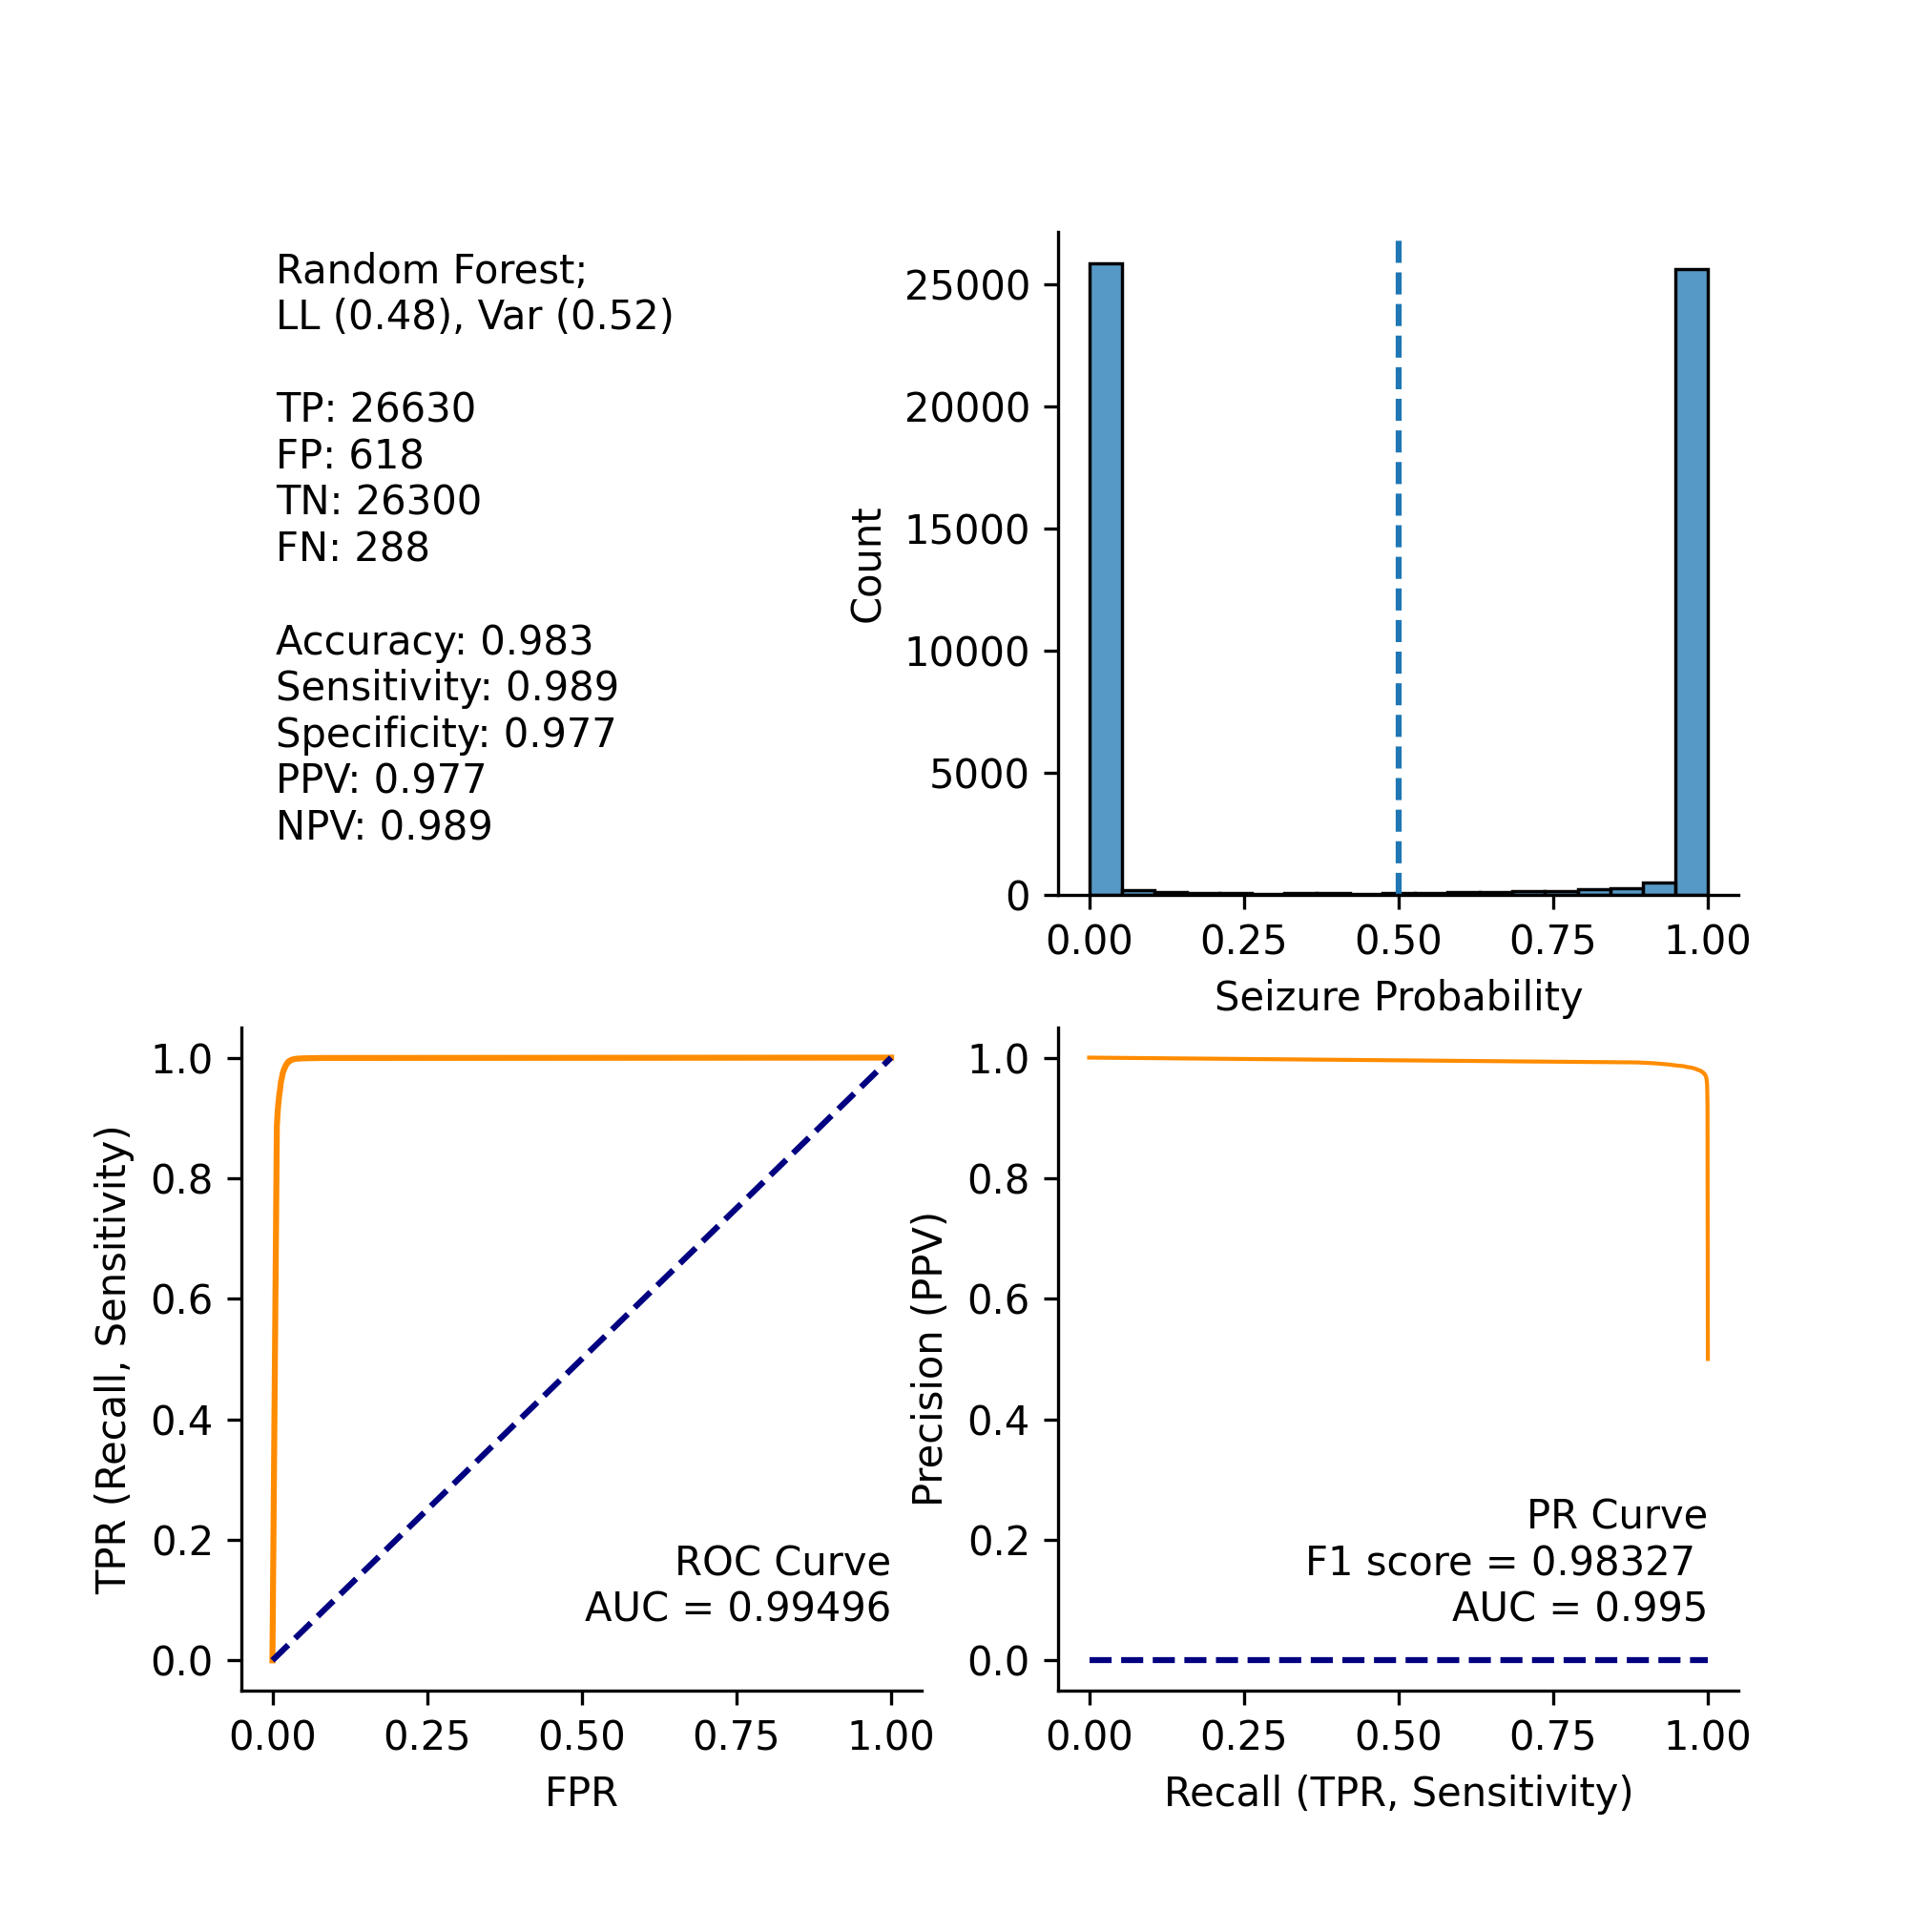 Random Forest;
LL (0.48), Var (0.52)
TP: 26630
FP: 618
TN: 26300
FN: 288
Accuracy: 0.983
Sensitivity: 0.989
Specificity: 0.977
PPV: 0.977
NPV: 0.989
Count
25000
20000
15000
10000
5000
0
0.00 0.25 0.50 0.75 1.00
Seizure Probability
TPR (Recall, Sensitivity)
1.0
0.8
0.6
0.4
0.2
0.0
ROC Curve
AUC = 0.99496
0.00 0.25 0.50 0.75 1.00
FPR
Precision (PPV)
1.0
0.8
0.6
0.4
0.2
0.0
PR Curve
F1 score = 0.98327
AUC = 0.995
0.00 0.25 0.50 0.75 1.00
Recall (TPR, Sensitivity)